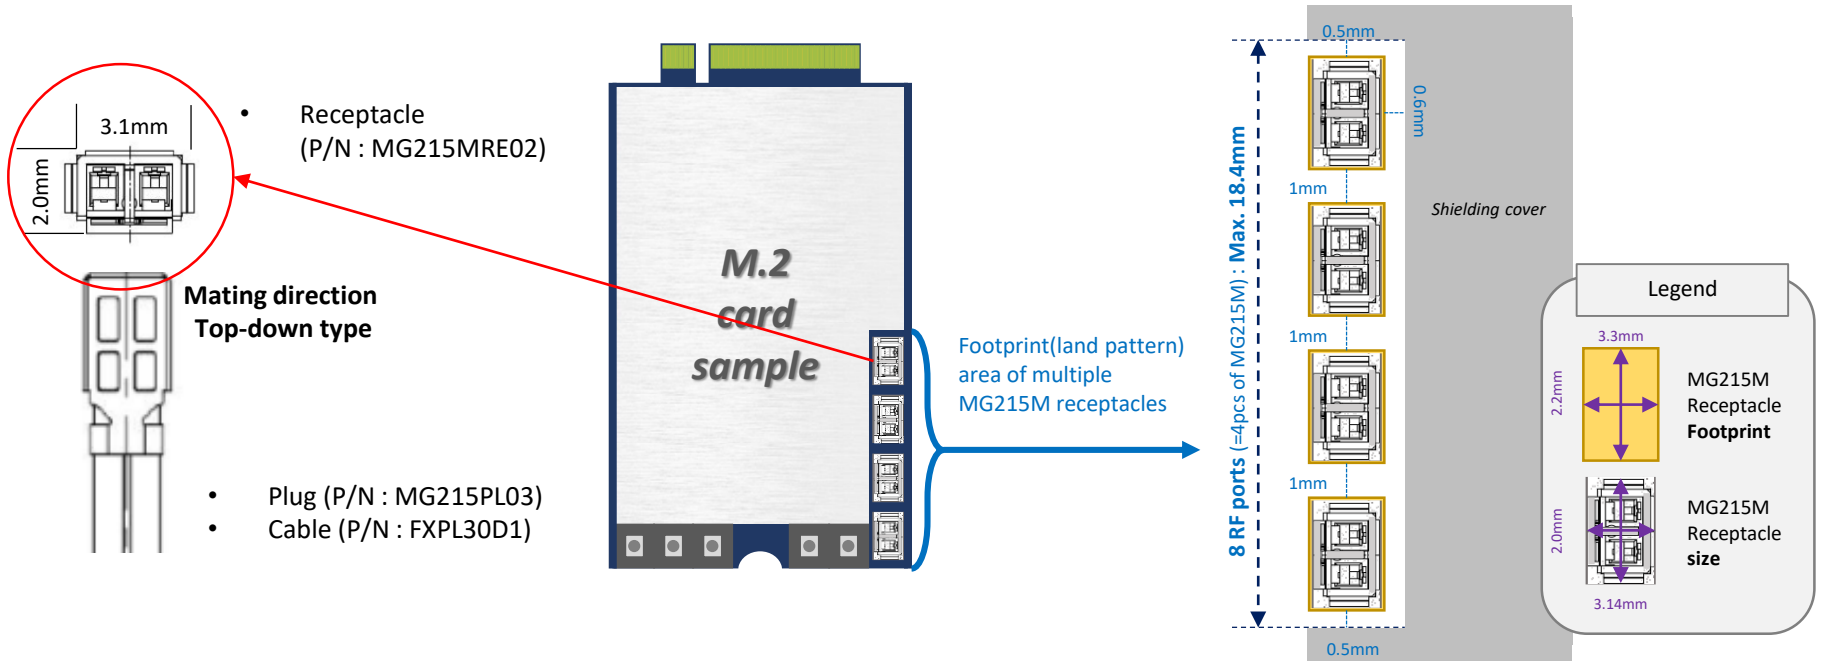 3.1mm
2.0mm
• Receptacle
(P/N : MG215MRE02)
Mating direction
Top-down type
• Plug (P/N : MG215PL03)
• Cable (P/N : FXPL30D1)
M.2
card
sample
Footprint(land pattern)
area of multiple
MG215M receptacles
8 RF ports (=4pcs of MG215M) : Max. 18.4mm
0.5mm
0.6mm
1mm
1mm
1mm
0.5mm
Shielding cover
Legend
3.3mm
2.2mm
MG215M
Receptacle
Footprint
2.0mm
3.14mm
MG215M
Receptacle
size